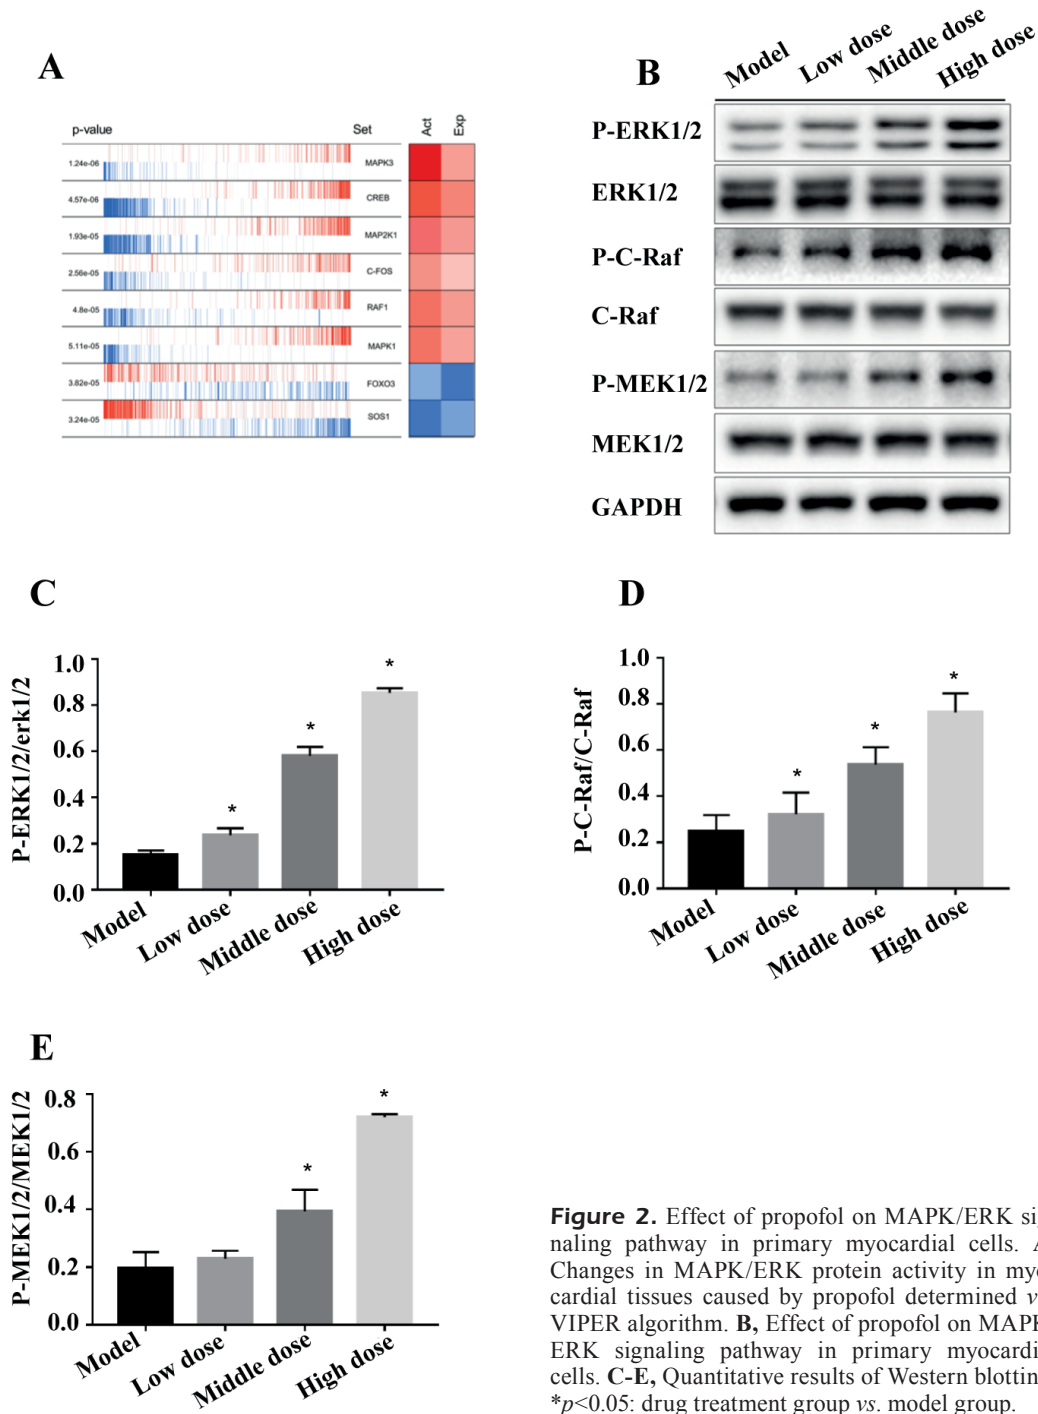 A
p-value Set Act Exp
1.24e-06 MAPK3
4.57e-06 CREB
1.93e-05 MAP2K1
2.56e-05 C-FOS
4.8e-05 RAF1
5.11e-05 MAPK1
3.82e-05 FOXO3
3.24e-05 SOS1
B
Model Low dose Middle dose High dose
P-ERK1/2
ERK1/2
P-C-Raf
C-Raf
P-MEK1/2
MEK1/2
GAPDH
C
P-ERK1/2/erk1/2
1.0
0.8
0.6
0.4
0.2
0.0
* * *
Model Low dose Middle dose High dose
D
P-C-Raf/C-Raf
1.0
0.8
0.6
0.4
0.2
0.0
* * *
Model Low dose Middle dose High dose
E
P-MEK1/2/MEK1/2
0.8
0.6
0.4
0.2
0.0
* *
Model Low dose Middle dose High dose
Figure 2. Effect of propofol on MAPK/ERK sig-
naling pathway in primary myocardial cells. A
Changes in MAPK/ERK protein activity in myo-
cardial tissues caused by propofol determined v
VIPER algorithm. B, Effect of propofol on MAPK
ERK signaling pathway in primary myocardi
cells. C-E, Quantitative results of Western blottin
*p<0.05: drug treatment group vs. model group.